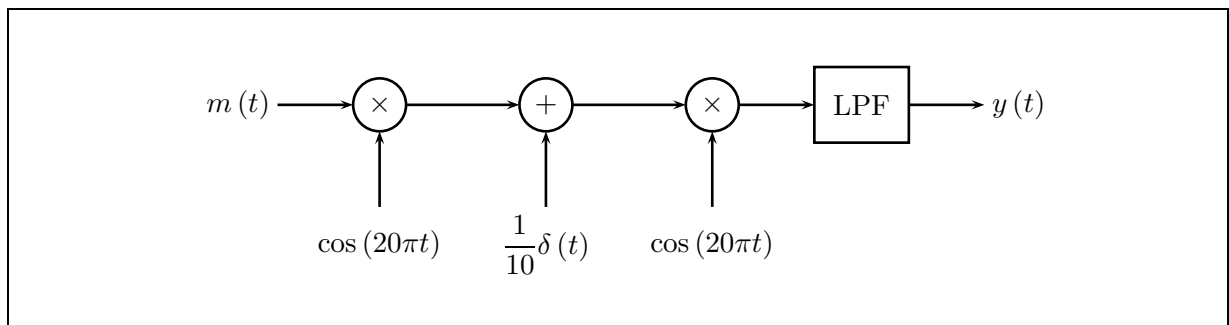 m (t) × + × LPF y (t)
cos (20πt) 1/10 δ (t) cos (20πt)